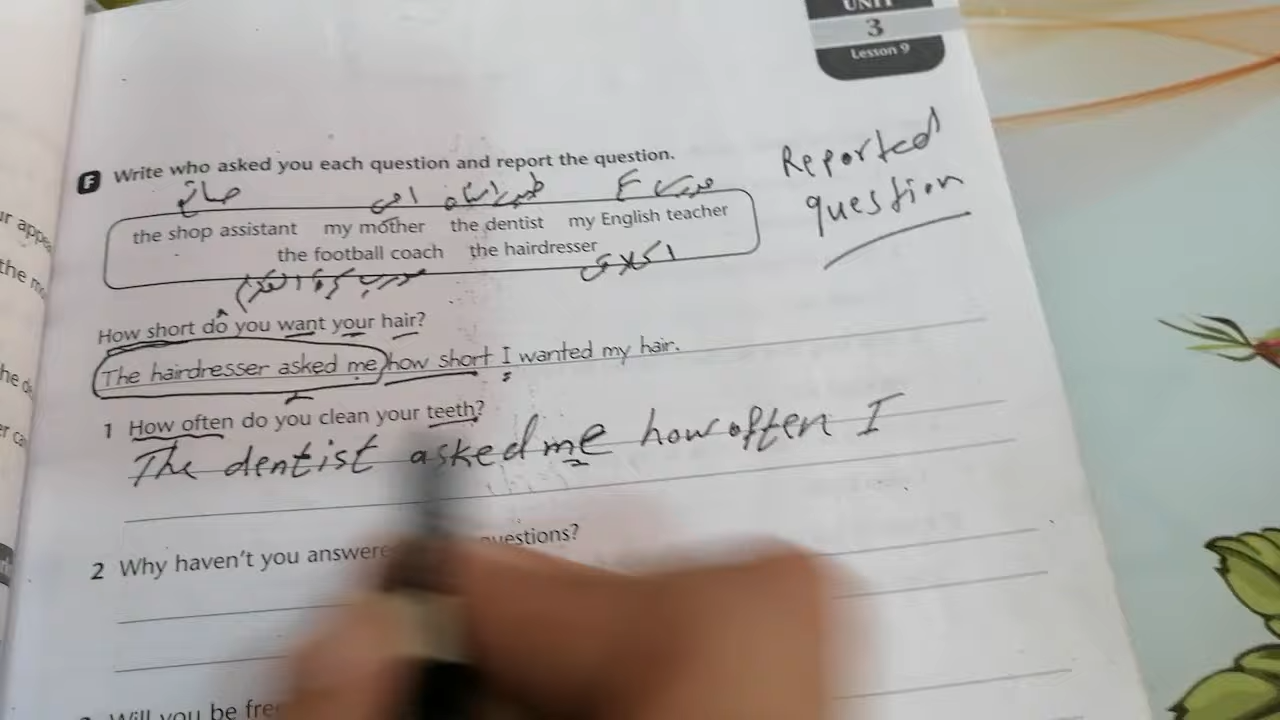 UNIT
3
Lesson 9
Reported
question
F Write who asked you each question and report the question.
the shop assistant my mother the dentist my English teacher
the football coach the hairdresser
How short do you want your hair?
The hairdresser asked me how short I wanted my hair.
1 How often do you clean your teeth?
The dentist asked me how often I
2 Why haven't you answere questions?
Will you be fre